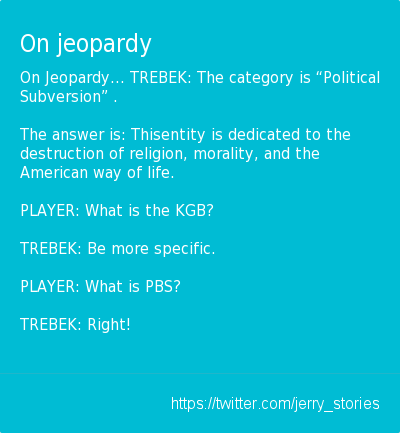 On jeopardy
On Jeopardy... TREBEK: The category is “Political
Subversion” .
The answer is: Thisentity is dedicated to the
destruction of religion, morality, and the
American way of life.
PLAYER: What is the KGB?
TREBEK: Be more specific.
PLAYER: What is PBS?
TREBEK: Right!
https://twitter.com/jerry_stories